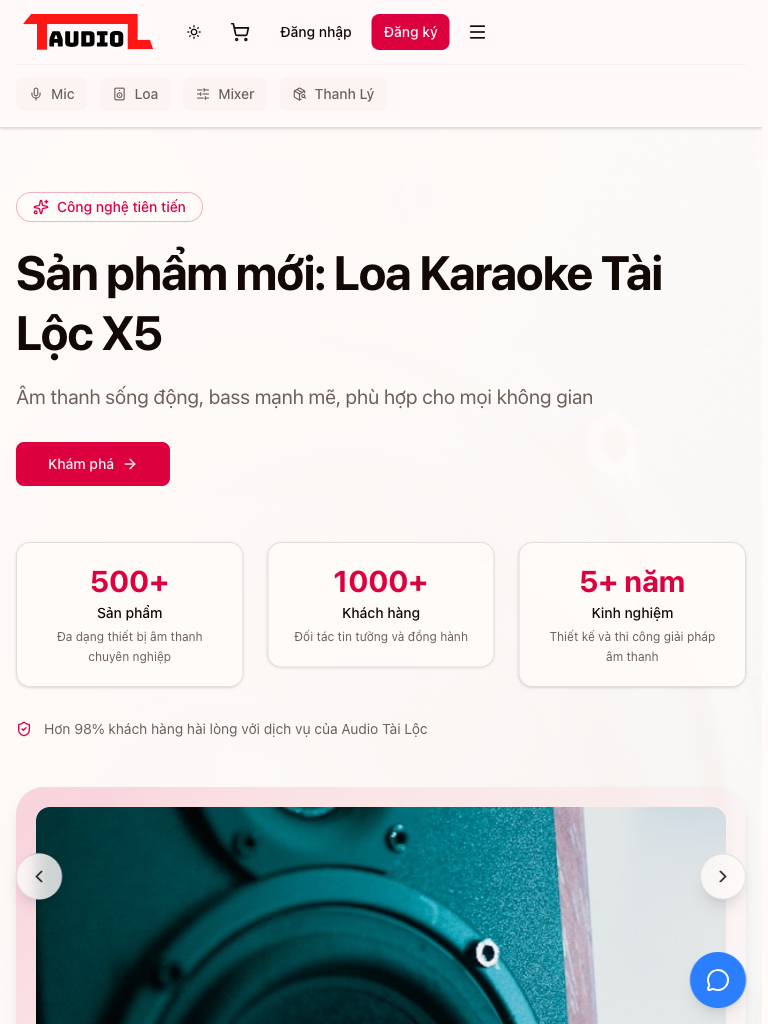 TAUDIOL
Đăng nhập
Đăng ký
Mic
Loa
Mixer
Thanh Lý
Công nghệ tiên tiến
Sản phẩm mới: Loa Karaoke Tài
Lộc X5
Âm thanh sống động, bass mạnh mẽ, phù hợp cho mọi không gian
Khám phá
500+
Sản phẩm
Đa dạng thiết bị âm thanh
chuyên nghiệp
1000+
Khách hàng
Đối tác tin tưởng và đồng hành
5+ năm
Kinh nghiệm
Thiết kế và thi công giải pháp
âm thanh
Hơn 98% khách hàng hài lòng với dịch vụ của Audio Tài Lộc